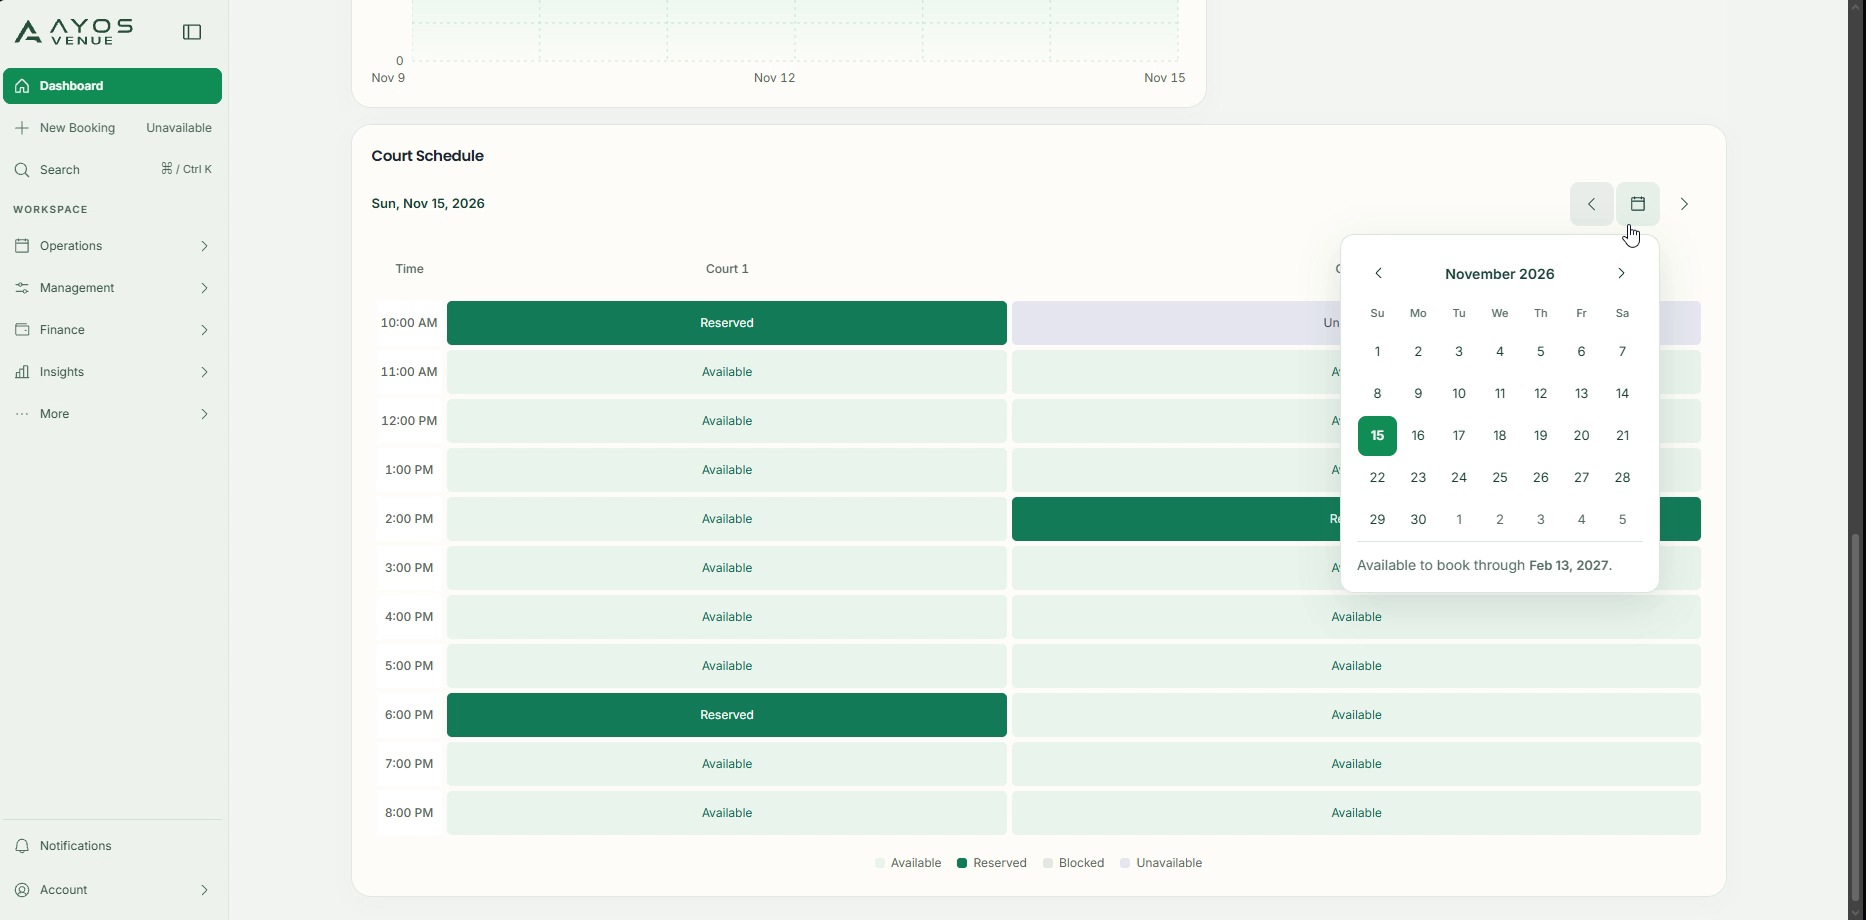 AYOS
VENUE
Dashboard
New Booking Unavailable
Search ⌘ / Ctrl K
WORKSPACE
Operations
Management
Finance
Insights
More
Notifications
Account
0
Nov 9 Nov 12 Nov 15
Court Schedule
Sun, Nov 15, 2026
Time Court 1 C
10:00 AM Reserved Un
11:00 AM Available A
12:00 PM Available A
1:00 PM Available A
2:00 PM Available Re
3:00 PM Available A
4:00 PM Available Available
5:00 PM Available Available
6:00 PM Reserved Available
7:00 PM Available Available
8:00 PM Available Available
Available Reserved Blocked Unavailable
November 2026
Su Mo Tu We Th Fr Sa
1 2 3 4 5 6 7
8 9 10 11 12 13 14
15 16 17 18 19 20 21
22 23 24 25 26 27 28
29 30 1 2 3 4 5
Available to book through Feb 13, 2027.